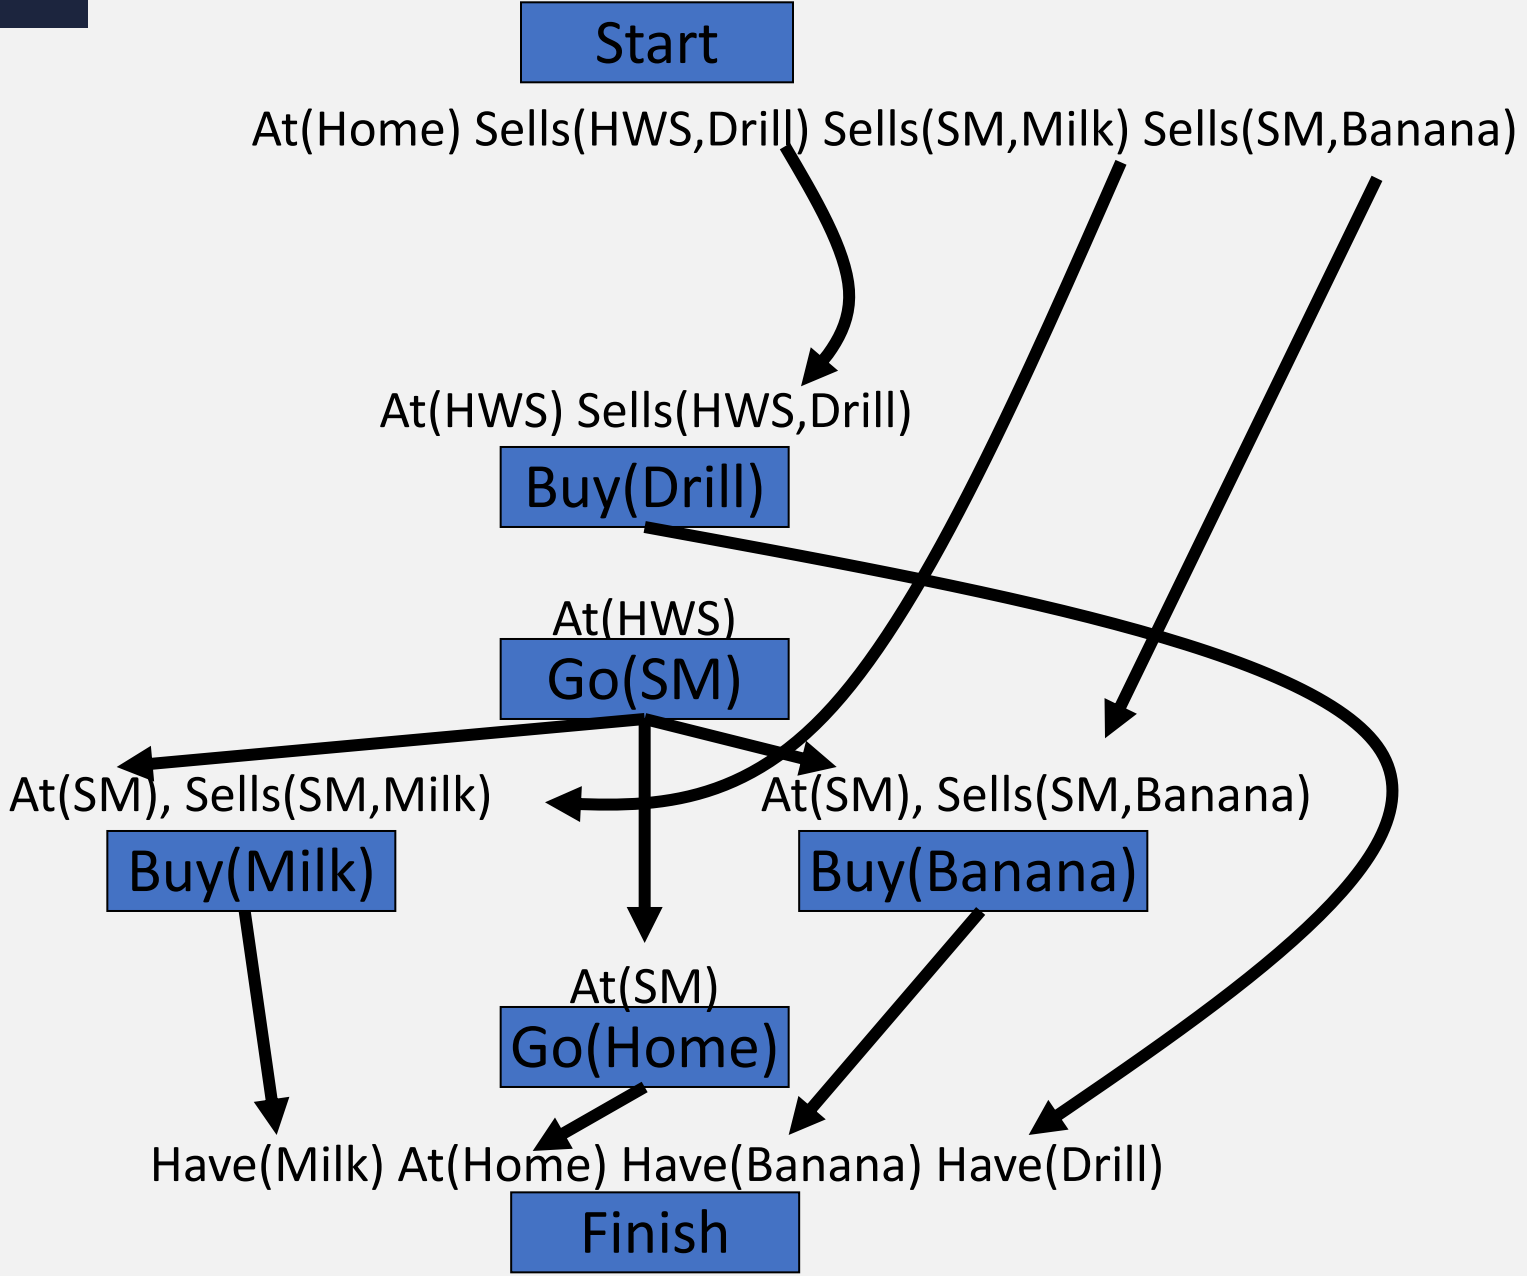 Start
At(Home) Sells(HWS,Drill) Sells(SM,Milk) Sells(SM,Banana)
At(HWS) Sells(HWS,Drill)
Buy(Drill)
At(HWS)
Go(SM)
At(SM), Sells(SM,Milk)
At(SM), Sells(SM,Banana)
Buy(Milk)
Buy(Banana)
At(SM)
Go(Home)
Have(Milk) At(Home) Have(Banana) Have(Drill)
Finish